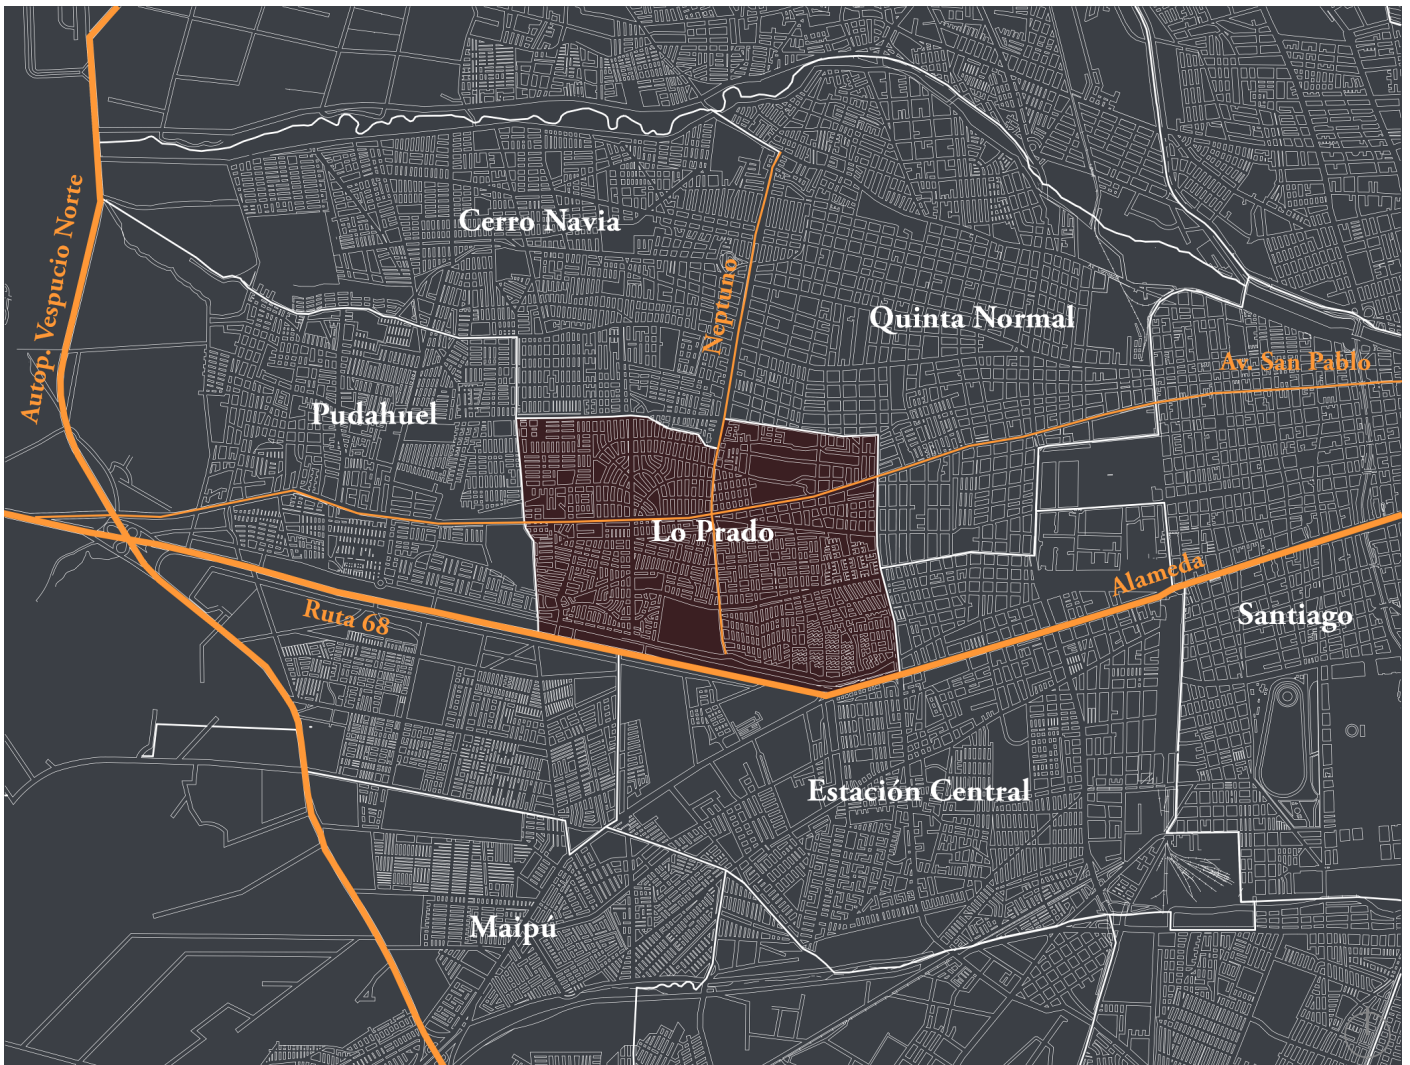 Autop. Vespucio Norte
Cerro Navia
Neptuno
Quinta Normal
Av. San Pablo
Pudahuel
Lo Prado
Ruta 68
Alameda
Santiago
Estación Central
Maipú